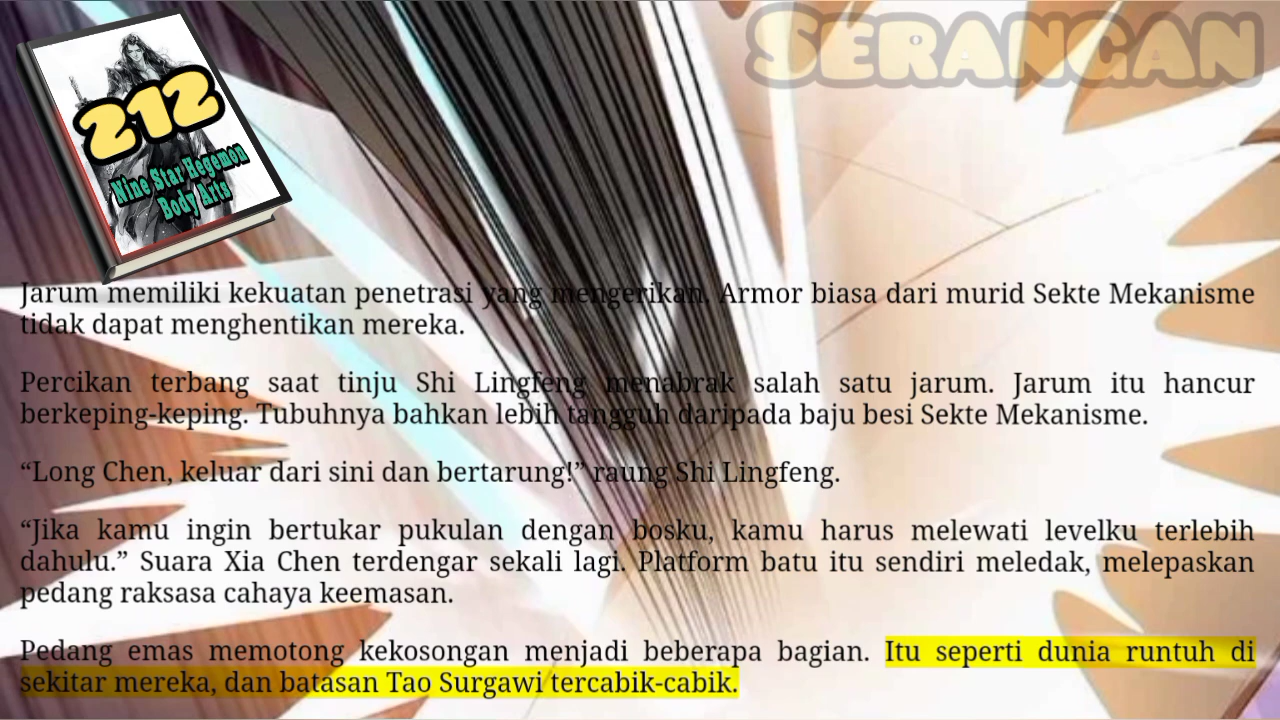 SERANGAN
212
Nine Star Hegemon
Body Arts
Jarum memiliki kekuatan penetrasi yang mengerikan. Armor biasa dari murid Sekte Mekanisme
tidak dapat menghentikan mereka.
Percikan terbang saat tinju Shi Lingfeng menabrak salah satu jarum. Jarum itu hancur
berkeping-keping. Tubuhnya bahkan lebih tangguh daripada baju besi Sekte Mekanisme.
“Long Chen, keluar dari sini dan bertarung!” raung Shi Lingfeng.
“Jika kamu ingin bertukar pukulan dengan bosku, kamu harus melewati levelku terlebih
dahulu.” Suara Xia Chen terdengar sekali lagi. Platform batu itu sendiri meledak, melepaskan
pedang raksasa cahaya keemasan.
Pedang emas memotong kekosongan menjadi beberapa bagian. Itu seperti dunia runtuh di
sekitar mereka, dan batasan Tao Surgawi tercabik-cabik.